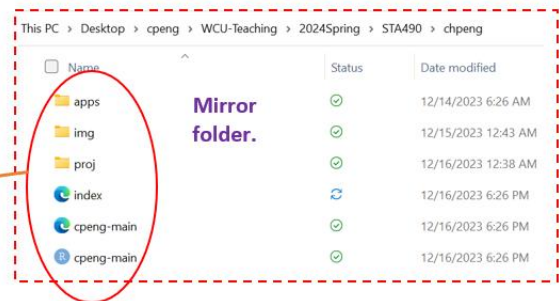 This PC > Desktop > cpeng > WCU-Teaching > 2024Spring > STA490 > chpeng
Name Status Date modified
apps 12/14/2023 6:26 AM
Mirror
folder.
img 12/15/2023 12:43 AM
proj 12/16/2023 12:38 AM
index 12/16/2023 6:26 PM
cpeng-main 12/16/2023 6:26 PM
R cpeng-main 12/16/2023 6:26 PM